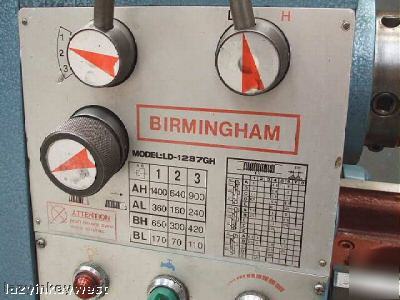 L H
1
2
3
BIRMINGHAM
MODEL:LD-1237GH
1 2 3
AH 1400 640 900
AL 360 160 240
BH 650 300 420
BL 170 70 110
ATTENTION
lazyinkeywest